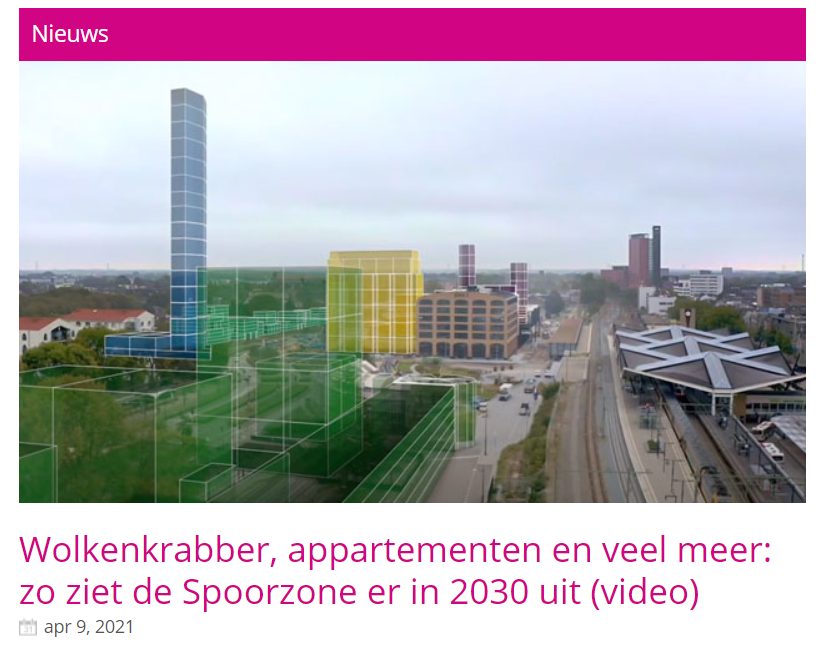 Nieuws
Wolkenkrabber, appartementen en veel meer:
zo ziet de Spoorzone er in 2030 uit (video)
apr 9, 2021